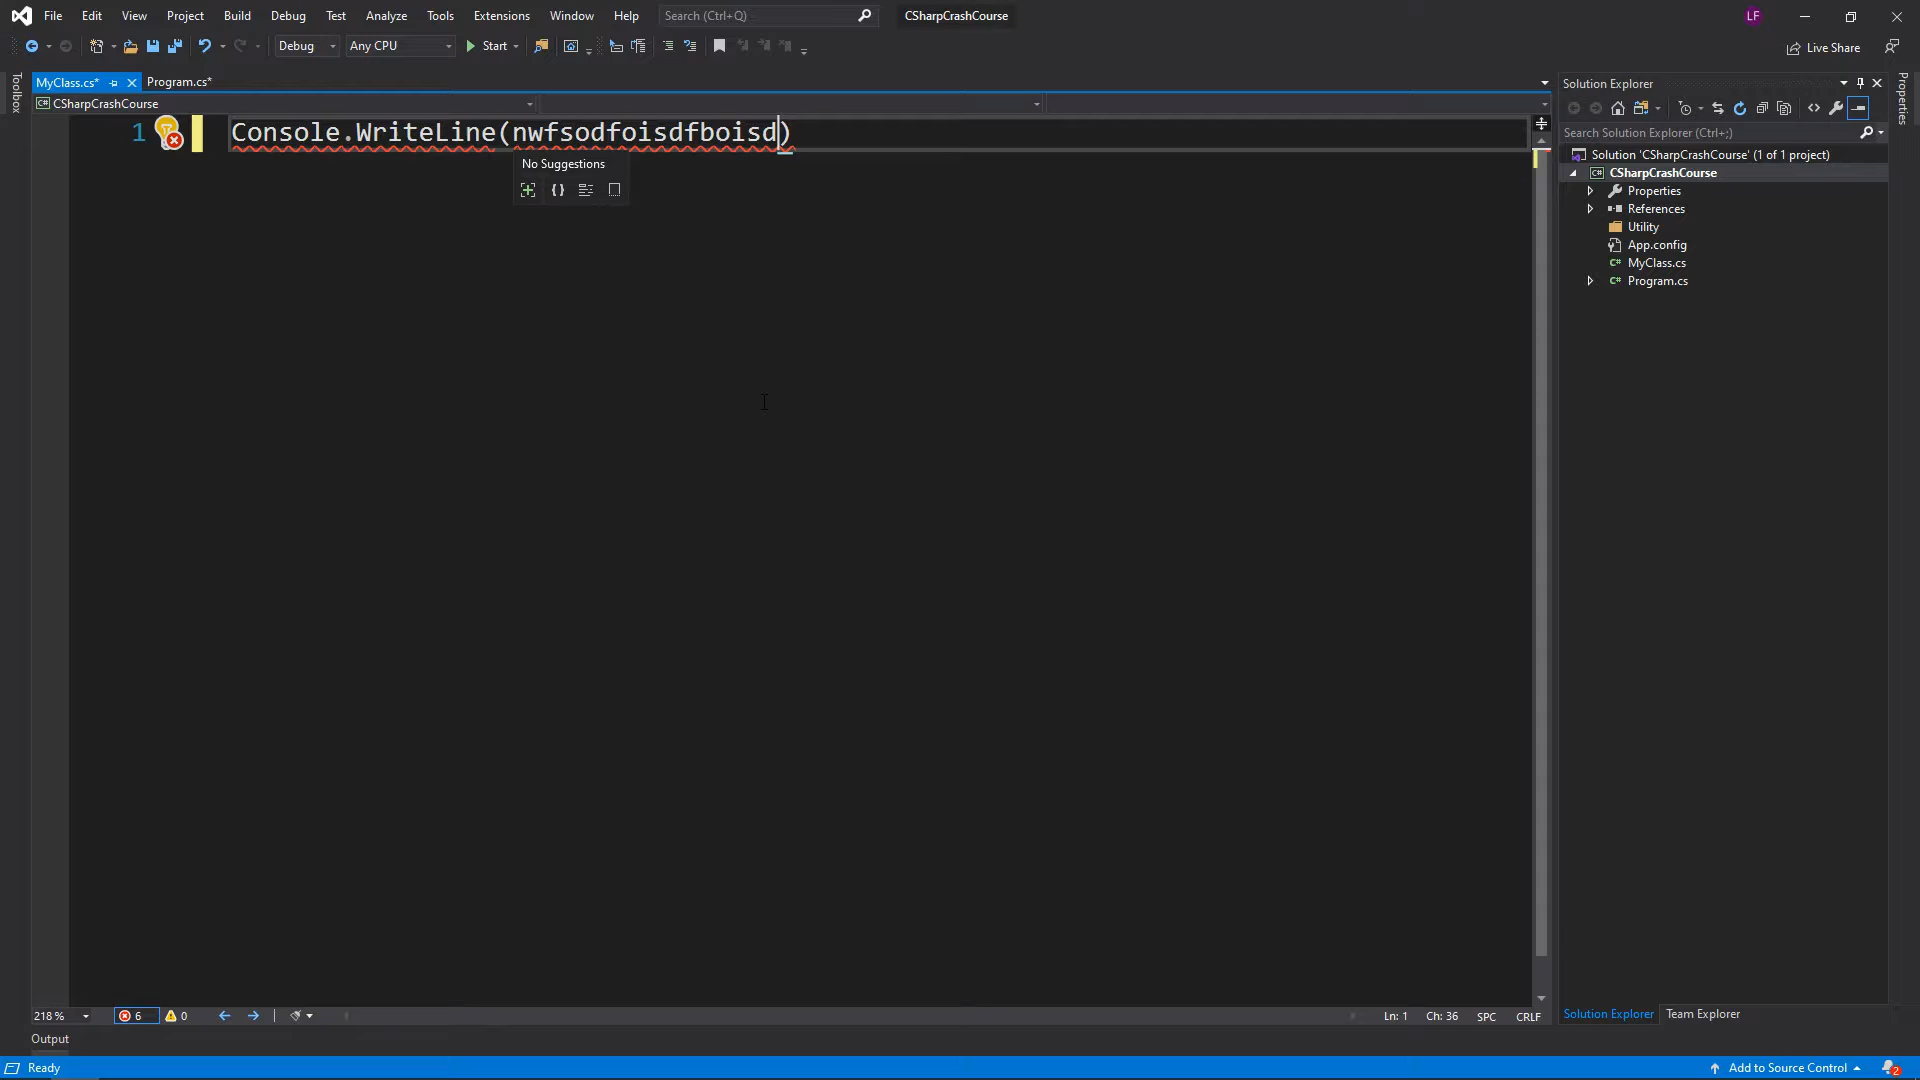 File Edit View Project Build Debug Test Analyze Tools Extensions Window Help Search (Ctrl+Q) CSharpCrashCourse LF
Debug Any CPU Start Live Share
Toolbox
MyClass.cs* Program.cs*
CSharpCrashCourse
1 Console.WriteLine(nwfsodfoisdfboisd)
No Suggestions
Solution Explorer
Search Solution Explorer (Ctrl+;)
Solution 'CSharpCrashCourse' (1 of 1 project)
C# CSharpCrashCourse
Properties
References
Utility
App.config
C# MyClass.cs
C# Program.cs
Properties
218 % 6 0 Ln: 1 Ch: 36 SPC CRLF
Solution Explorer Team Explorer
Output
Ready Add to Source Control 2